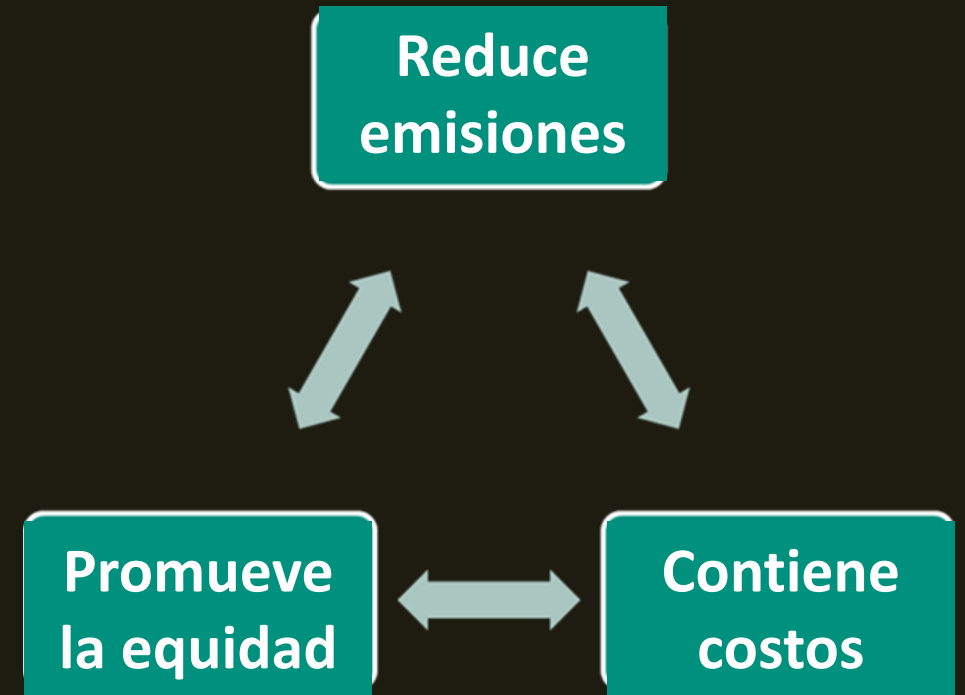 Reduce
emisiones
Promueve
la equidad
Contiene
costos